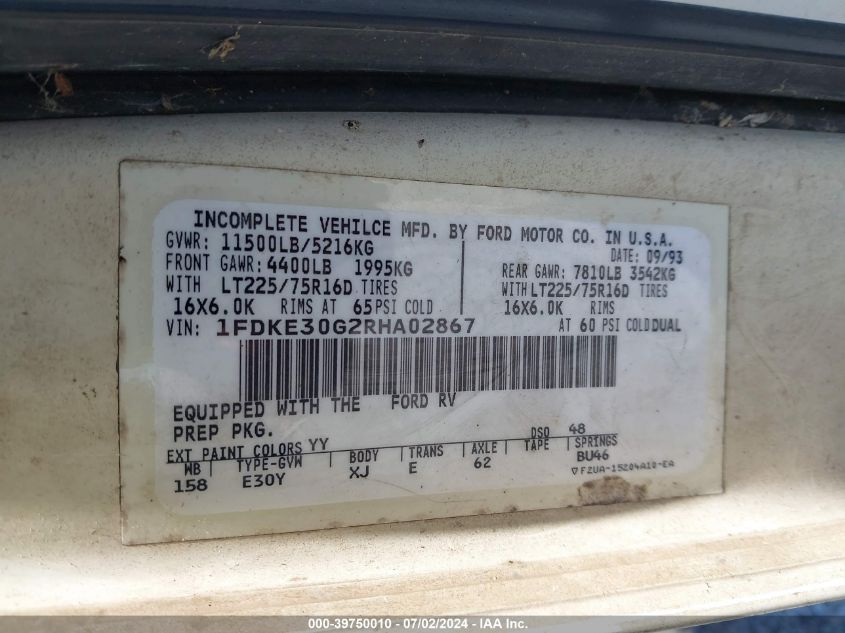 INCOMPLETE VEHILCE MFD. BY FORD MOTOR CO. IN U.S.A.
GVWR: 11500LB/5216KG
DATE: 09/93
FRONT GAWR: 4400LB 1995KG
REAR GAWR: 7810LB 3542KG
WITH LT225/75R16D TIRES
WITH LT225/75R16D TIRES
16X6.0K RIMS AT 65 PSI COLD
16X6.0K RIMS
VIN: 1FDKE30G2RHA02867
AT 60 PSI COLD DUAL
EQUIPPED WITH THE FORD RV
PREP PKG.
DSO 48
EXT PAINT COLORS YY
WB TYPE-GVW BODY TRANS AXLE TAPE SPRINGS
158 E30Y XJ E 62 BU46
F2UA-15204A10-EA
000-39750010 - 07/02/2024 - IAA Inc.